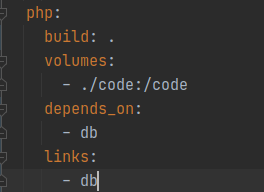 php:
  build: .
  volumes:
    - ./code:/code
  depends_on:
    - db
  links:
    - db